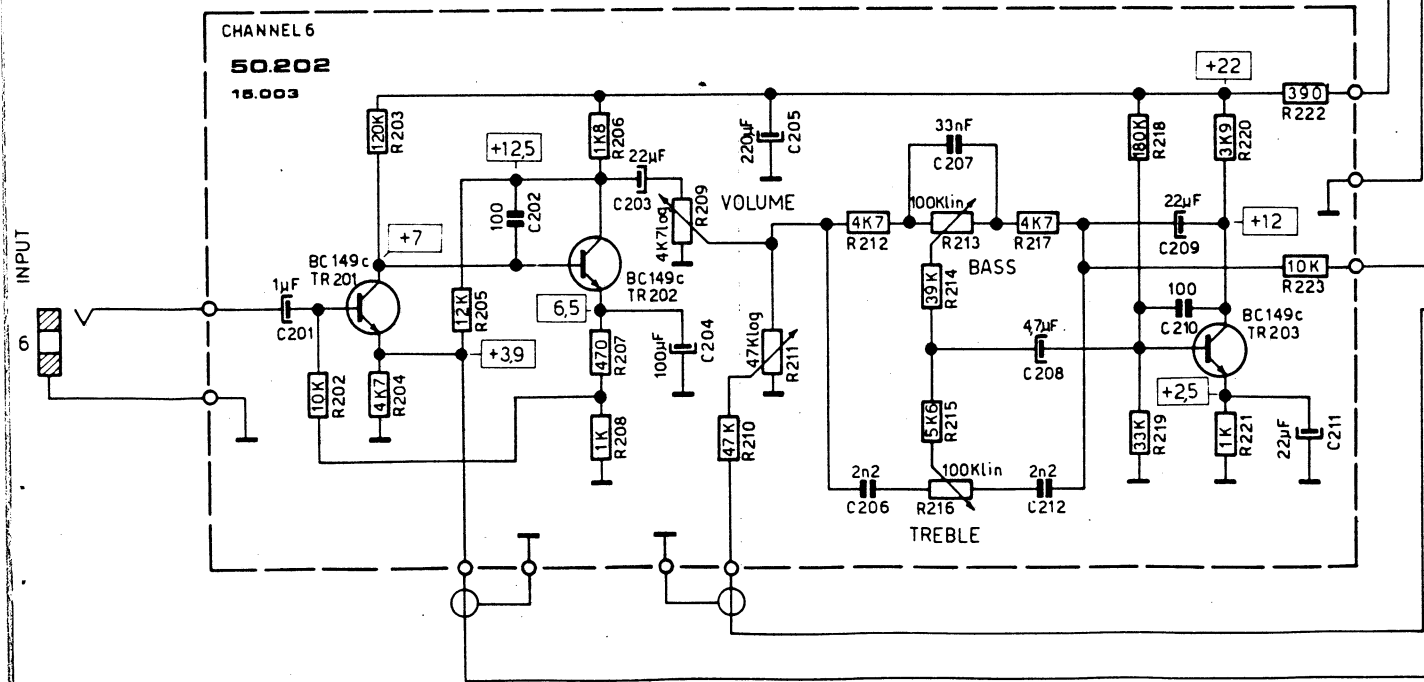 CHANNEL 6
50.202
15.003
+22
390
R222
120K
R203
1K8
R206
220µF
C205
33nF
C207
180K
R218
3K9
R220
+12,5
22µF
C203
100
C202
4K7log
R209
VOLUME
100Klin
4K7
R212
R213
BASS
4K7
R217
22µF
C209
+12
+7
BC149c
TR201
BC149c
TR202
INPUT
6
1µF
C201
12K
R205
6,5
39K
R214
10K
R223
100
C210
BC149c
TR203
+3,9
470
R207
100µF
C204
47Klog
R211
4,7µF
C208
+2,5
10K
R202
4K7
R204
1K
R208
47K
R210
5K6
R215
33K
R219
1K
R221
22µF
C211
2n2
C206
100Klin
R216
TREBLE
2n2
C212